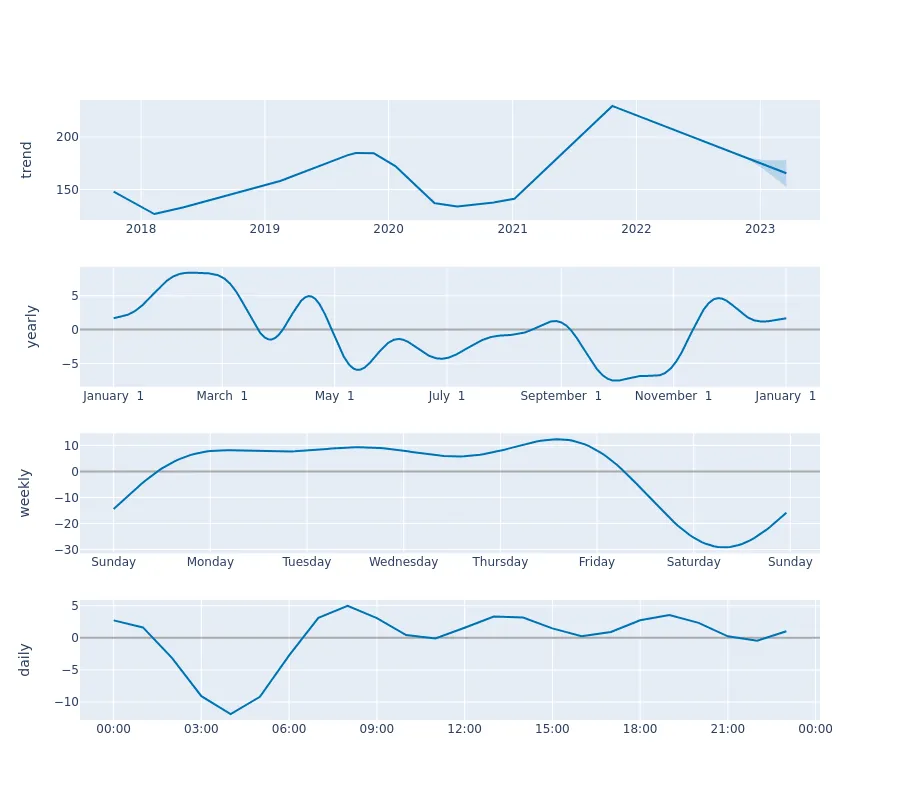 trend
200
150
2018 2019 2020 2021 2022 2023
yearly
5
0
−5
January 1 March 1 May 1 July 1 September 1 November 1 January 1
weekly
10
0
−10
−20
−30
Sunday Monday Tuesday Wednesday Thursday Friday Saturday Sunday
daily
5
0
−5
−10
00:00 03:00 06:00 09:00 12:00 15:00 18:00 21:00 00:00